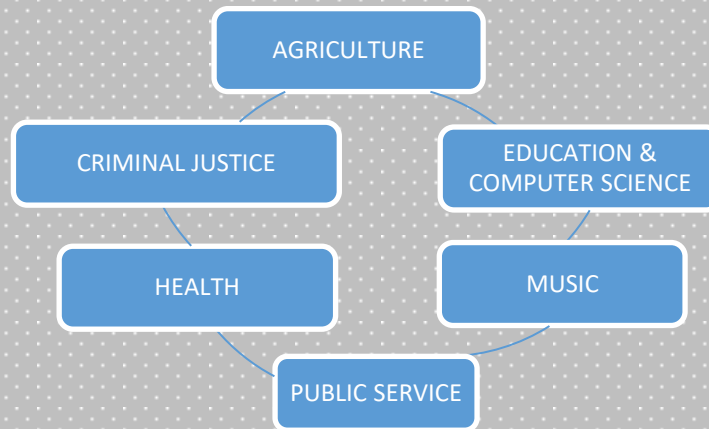 AGRICULTURE
CRIMINAL JUSTICE
EDUCATION &
COMPUTER SCIENCE
HEALTH
MUSIC
PUBLIC SERVICE